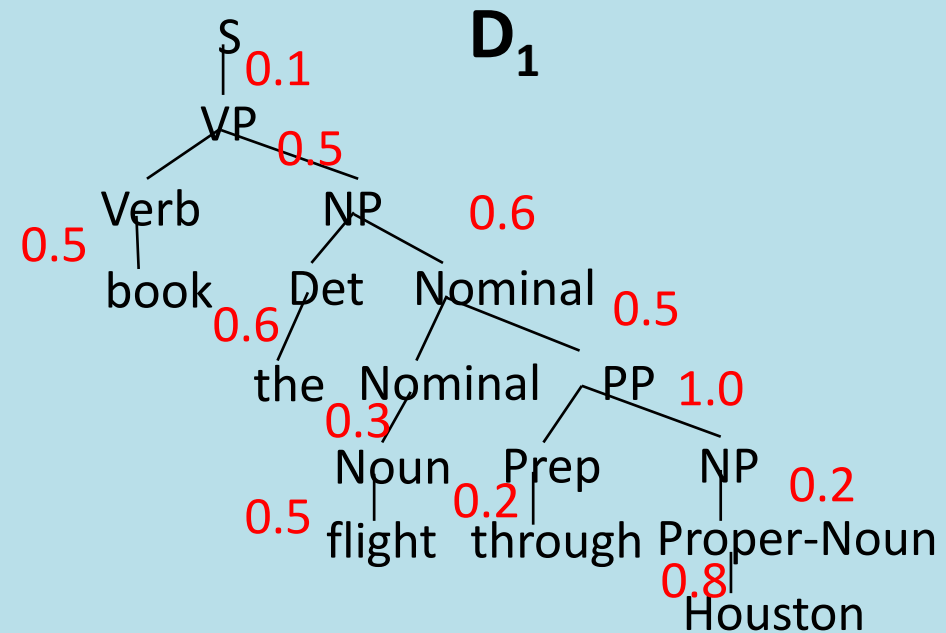 S D₁
0.1
VP
0.5
Verb NP 0.6
0.5
book Det Nominal 0.5
0.6
the Nominal PP 1.0
0.3
Noun Prep NP 0.2
0.5 0.2
flight through Proper-Noun
0.8
Houston